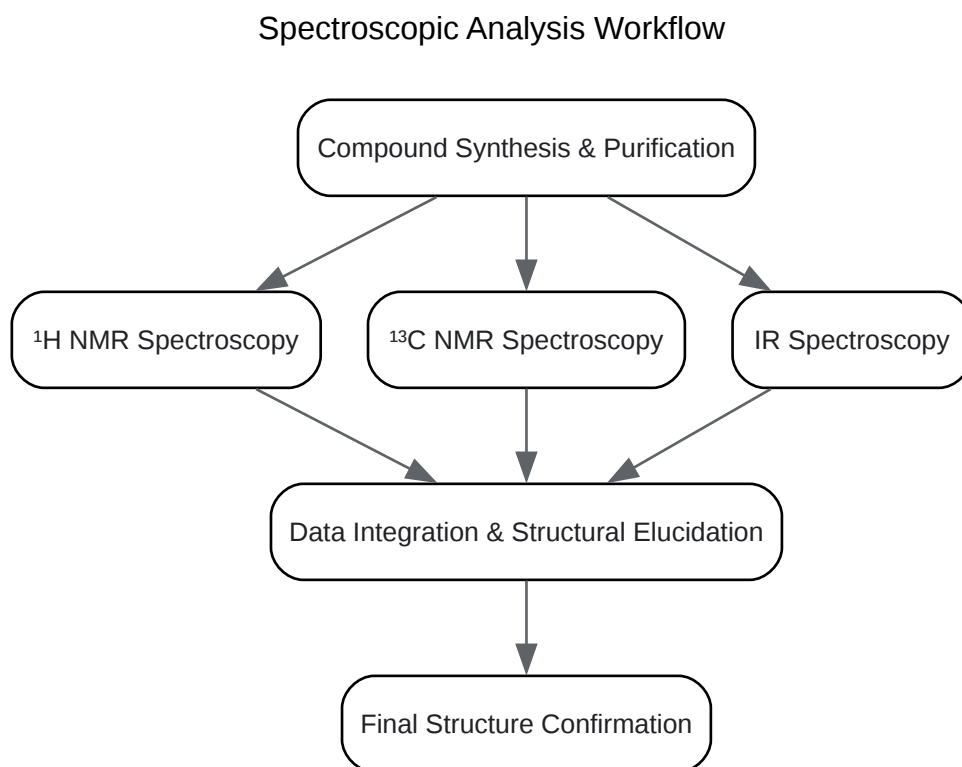 Spectroscopic Analysis Workflow
Compound Synthesis & Purification
¹H NMR Spectroscopy
¹³C NMR Spectroscopy
IR Spectroscopy
Data Integration & Structural Elucidation
Final Structure Confirmation